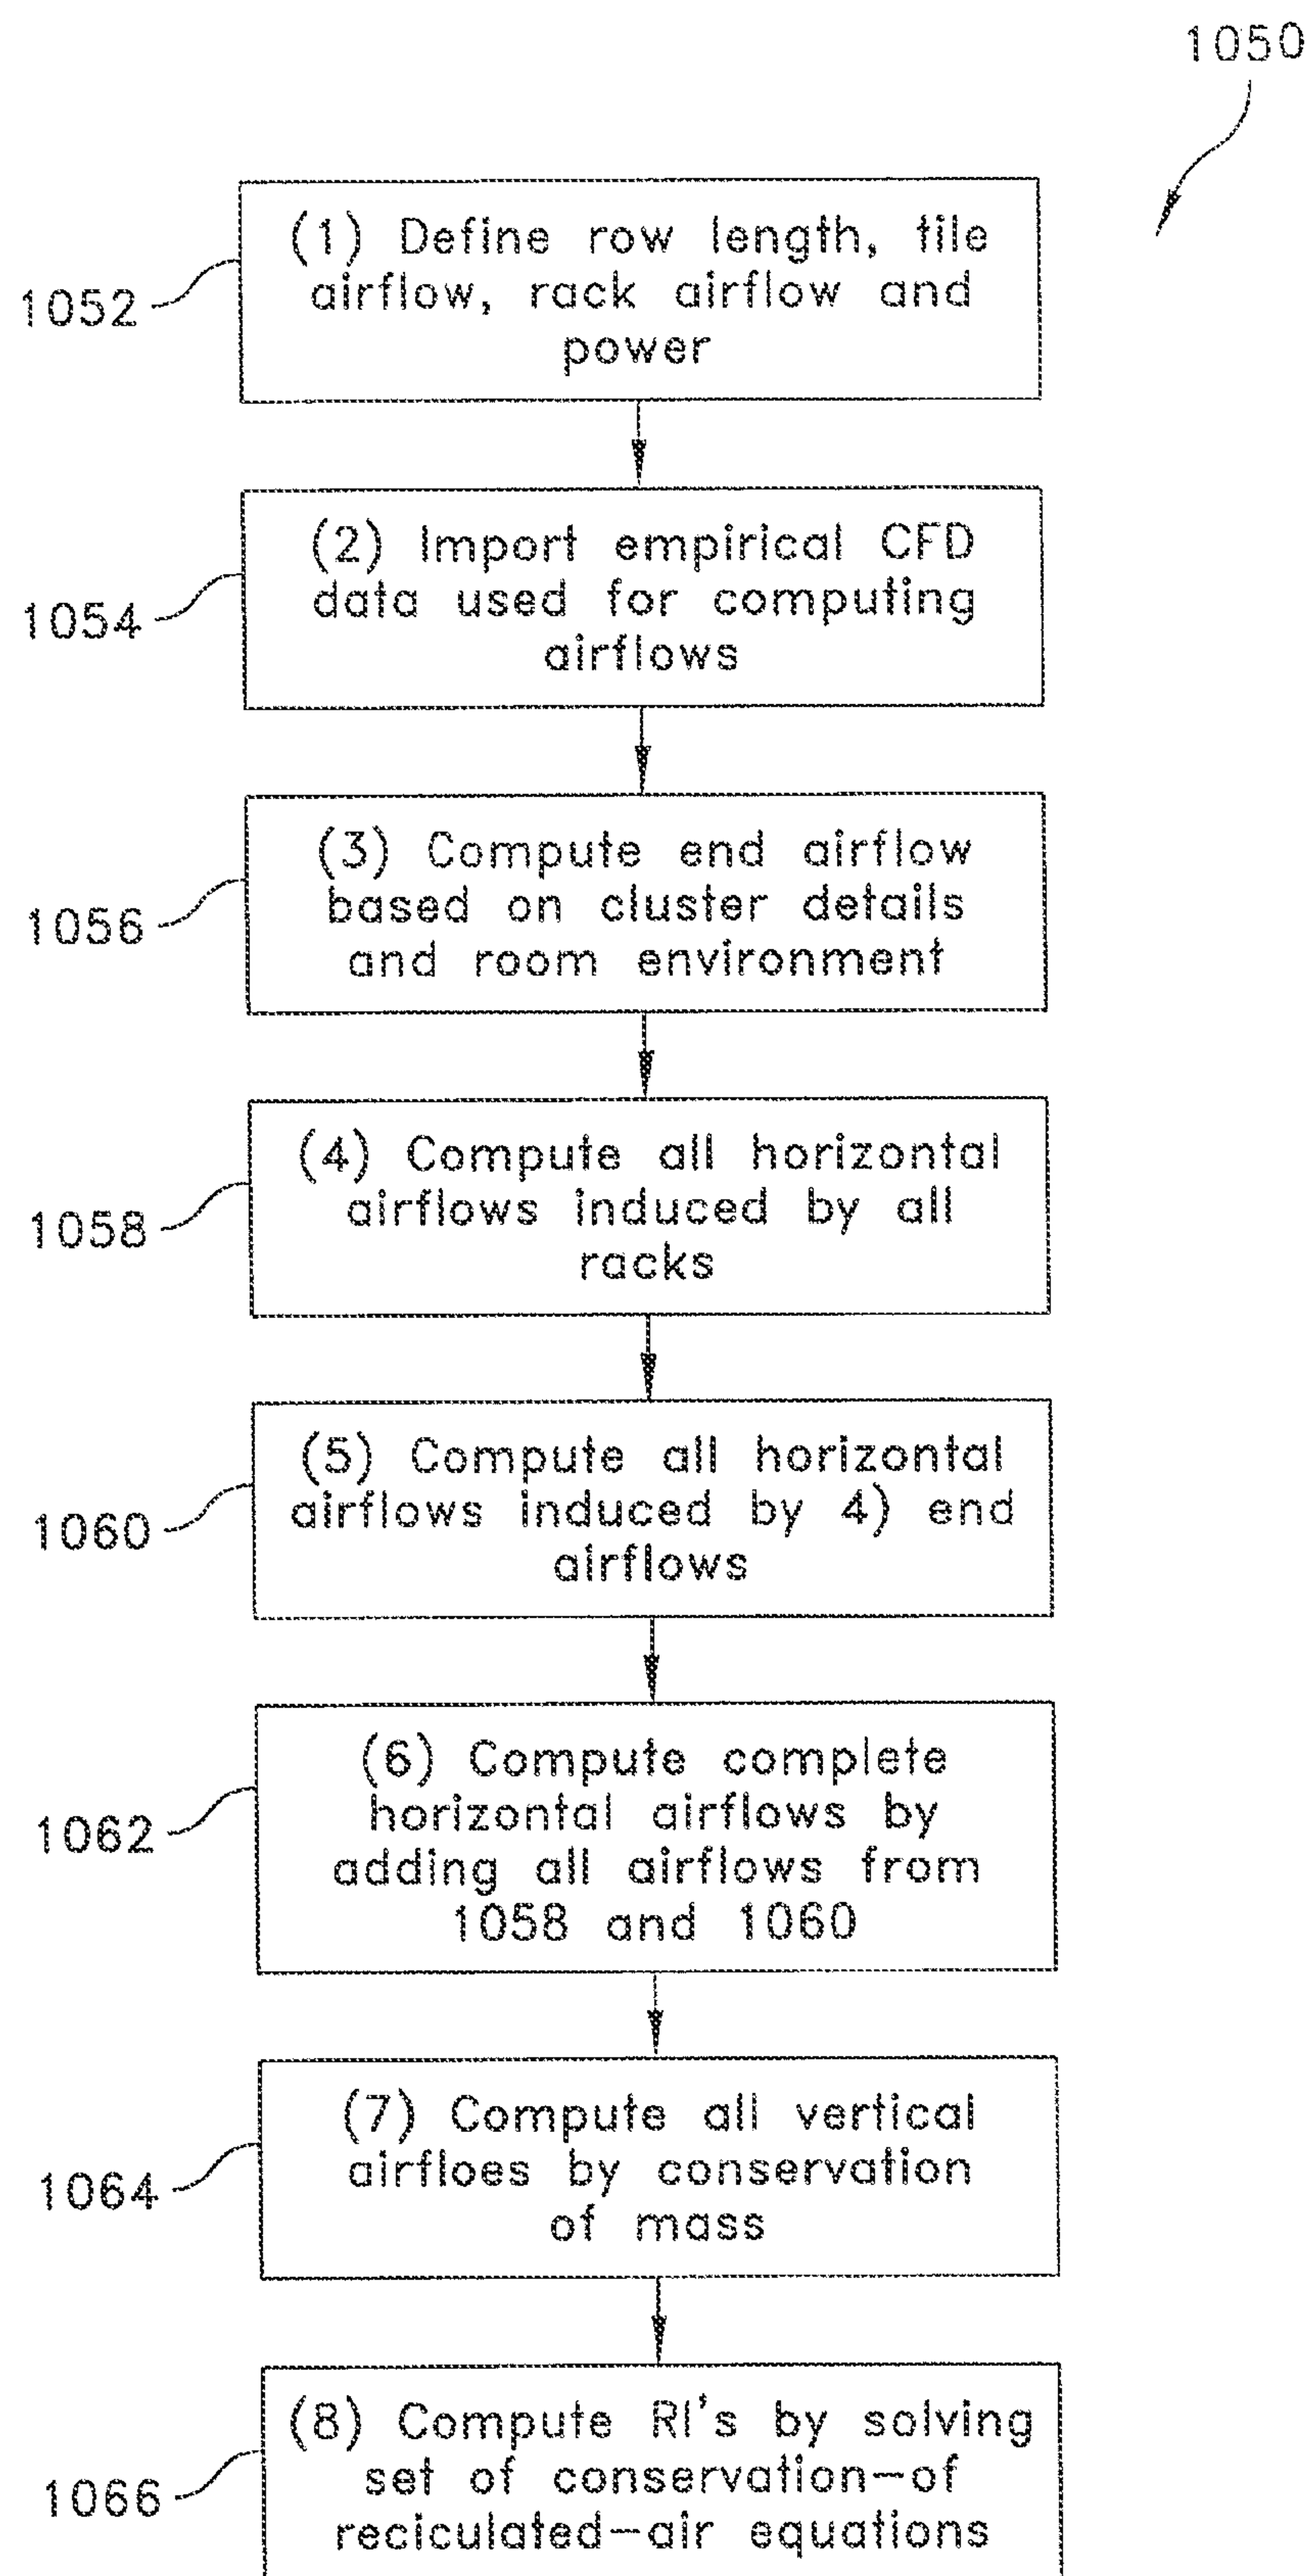 1050
(1) Define row length, tile
airflow, rack airflow and
power
1052
(2) Import empirical CFD
data used for computing
airflows
1054
(3) Compute end airflow
based on cluster details
and room environment
1056
(4) Compute all horizontal
airflows induced by all
racks
1058
(5) Compute all horizontal
airflows induced by 4) end
airflows
1060
(6) Compute complete
horizontal airflows by
adding all airflows from
1058 and 1060
1062
(7) Compute all vertical
airfloes by conservation
of mass
1064
(8) Compute RI's by solving
set of conservation-of
reciculated-air equations
1066